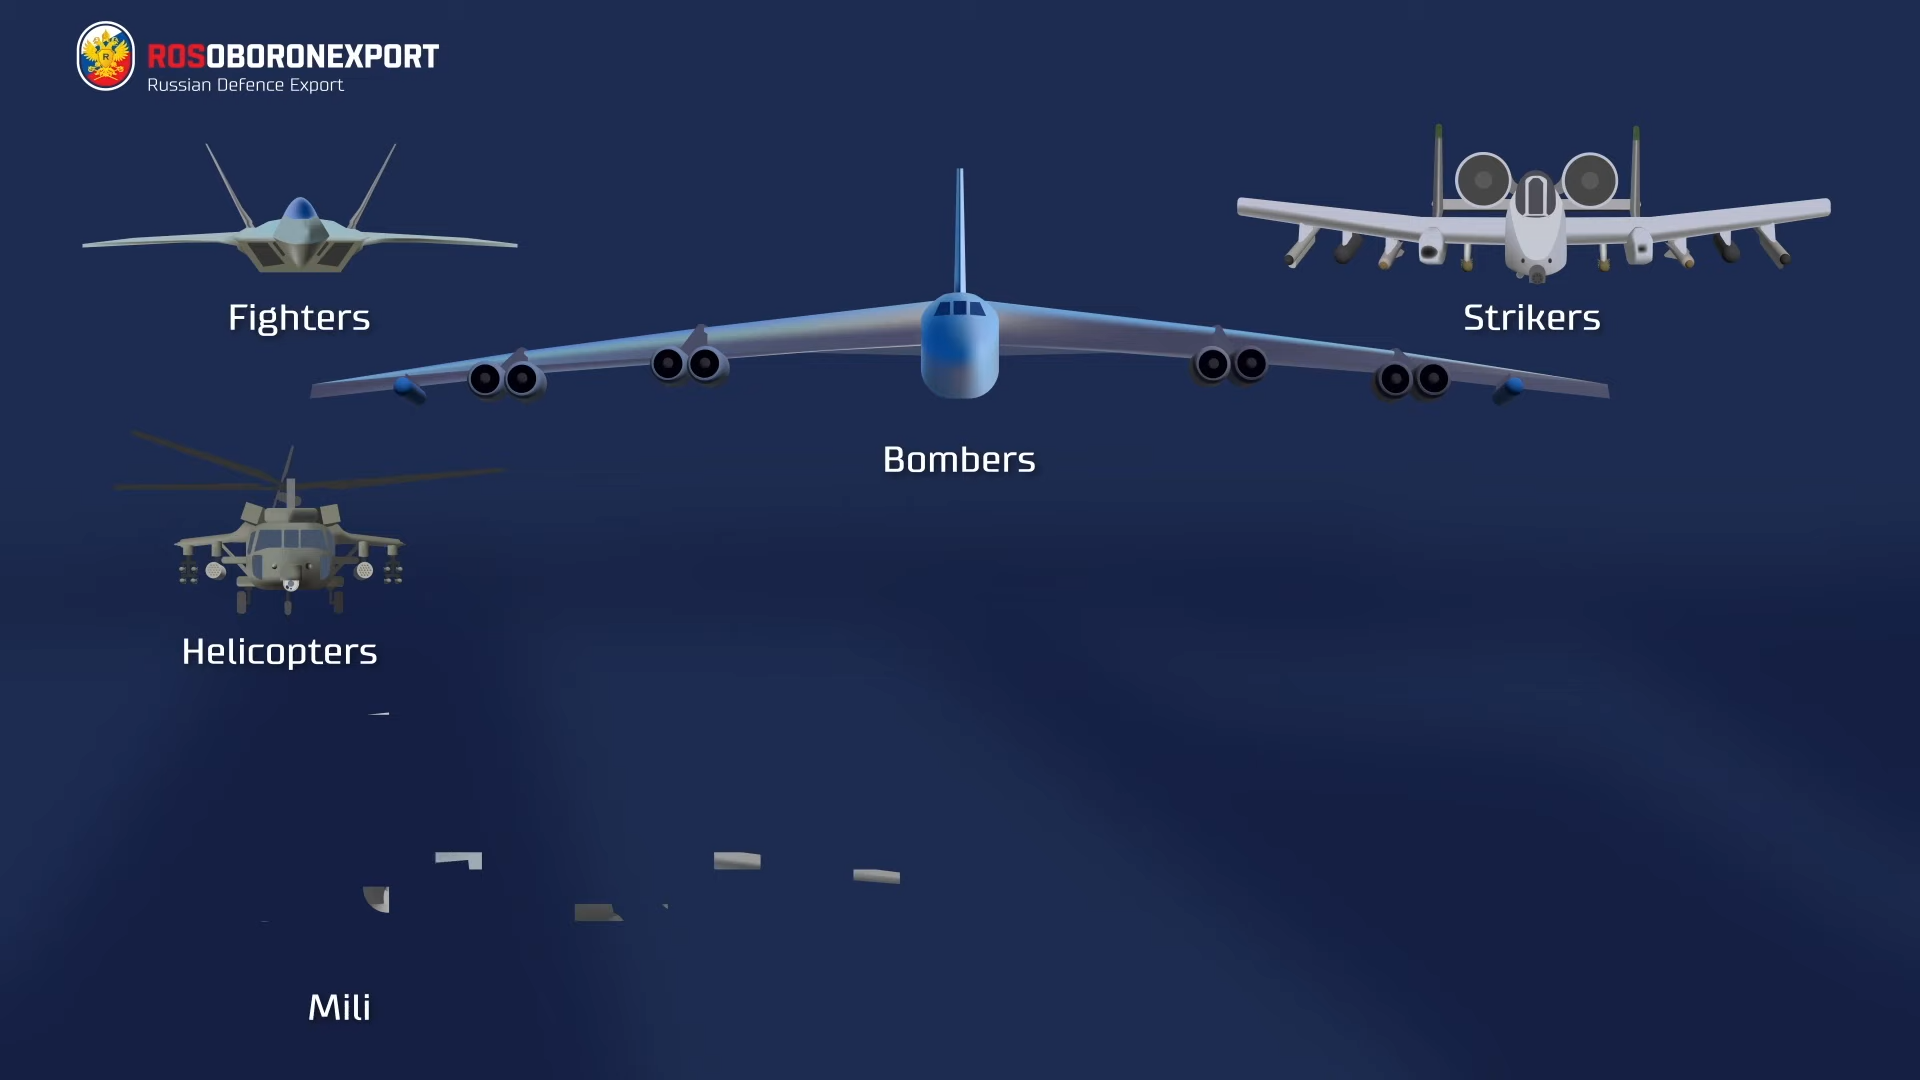 ROSOBORONEXPORT
Russian Defence Export
Fighters
Strikers
Bombers
Helicopters
Mili